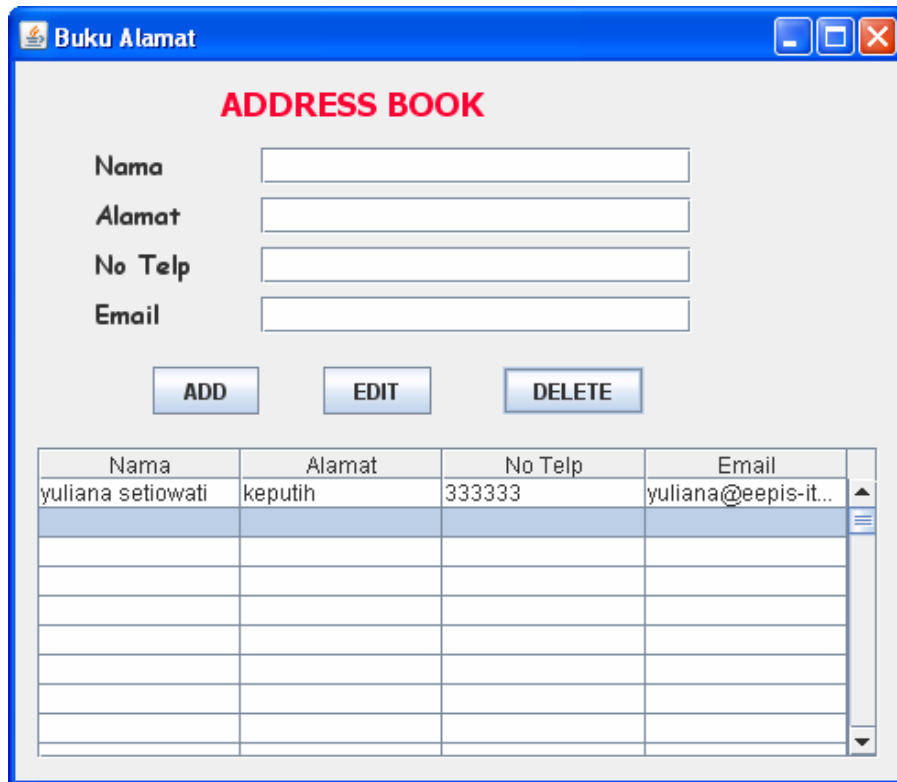 Buku Alamat
ADDRESS BOOK
Nama
Alamat
No Telp
Email
ADD EDIT DELETE
Nama Alamat No Telp Email
yuliana setiowati keputih 333333 yuliana@eepis-it...